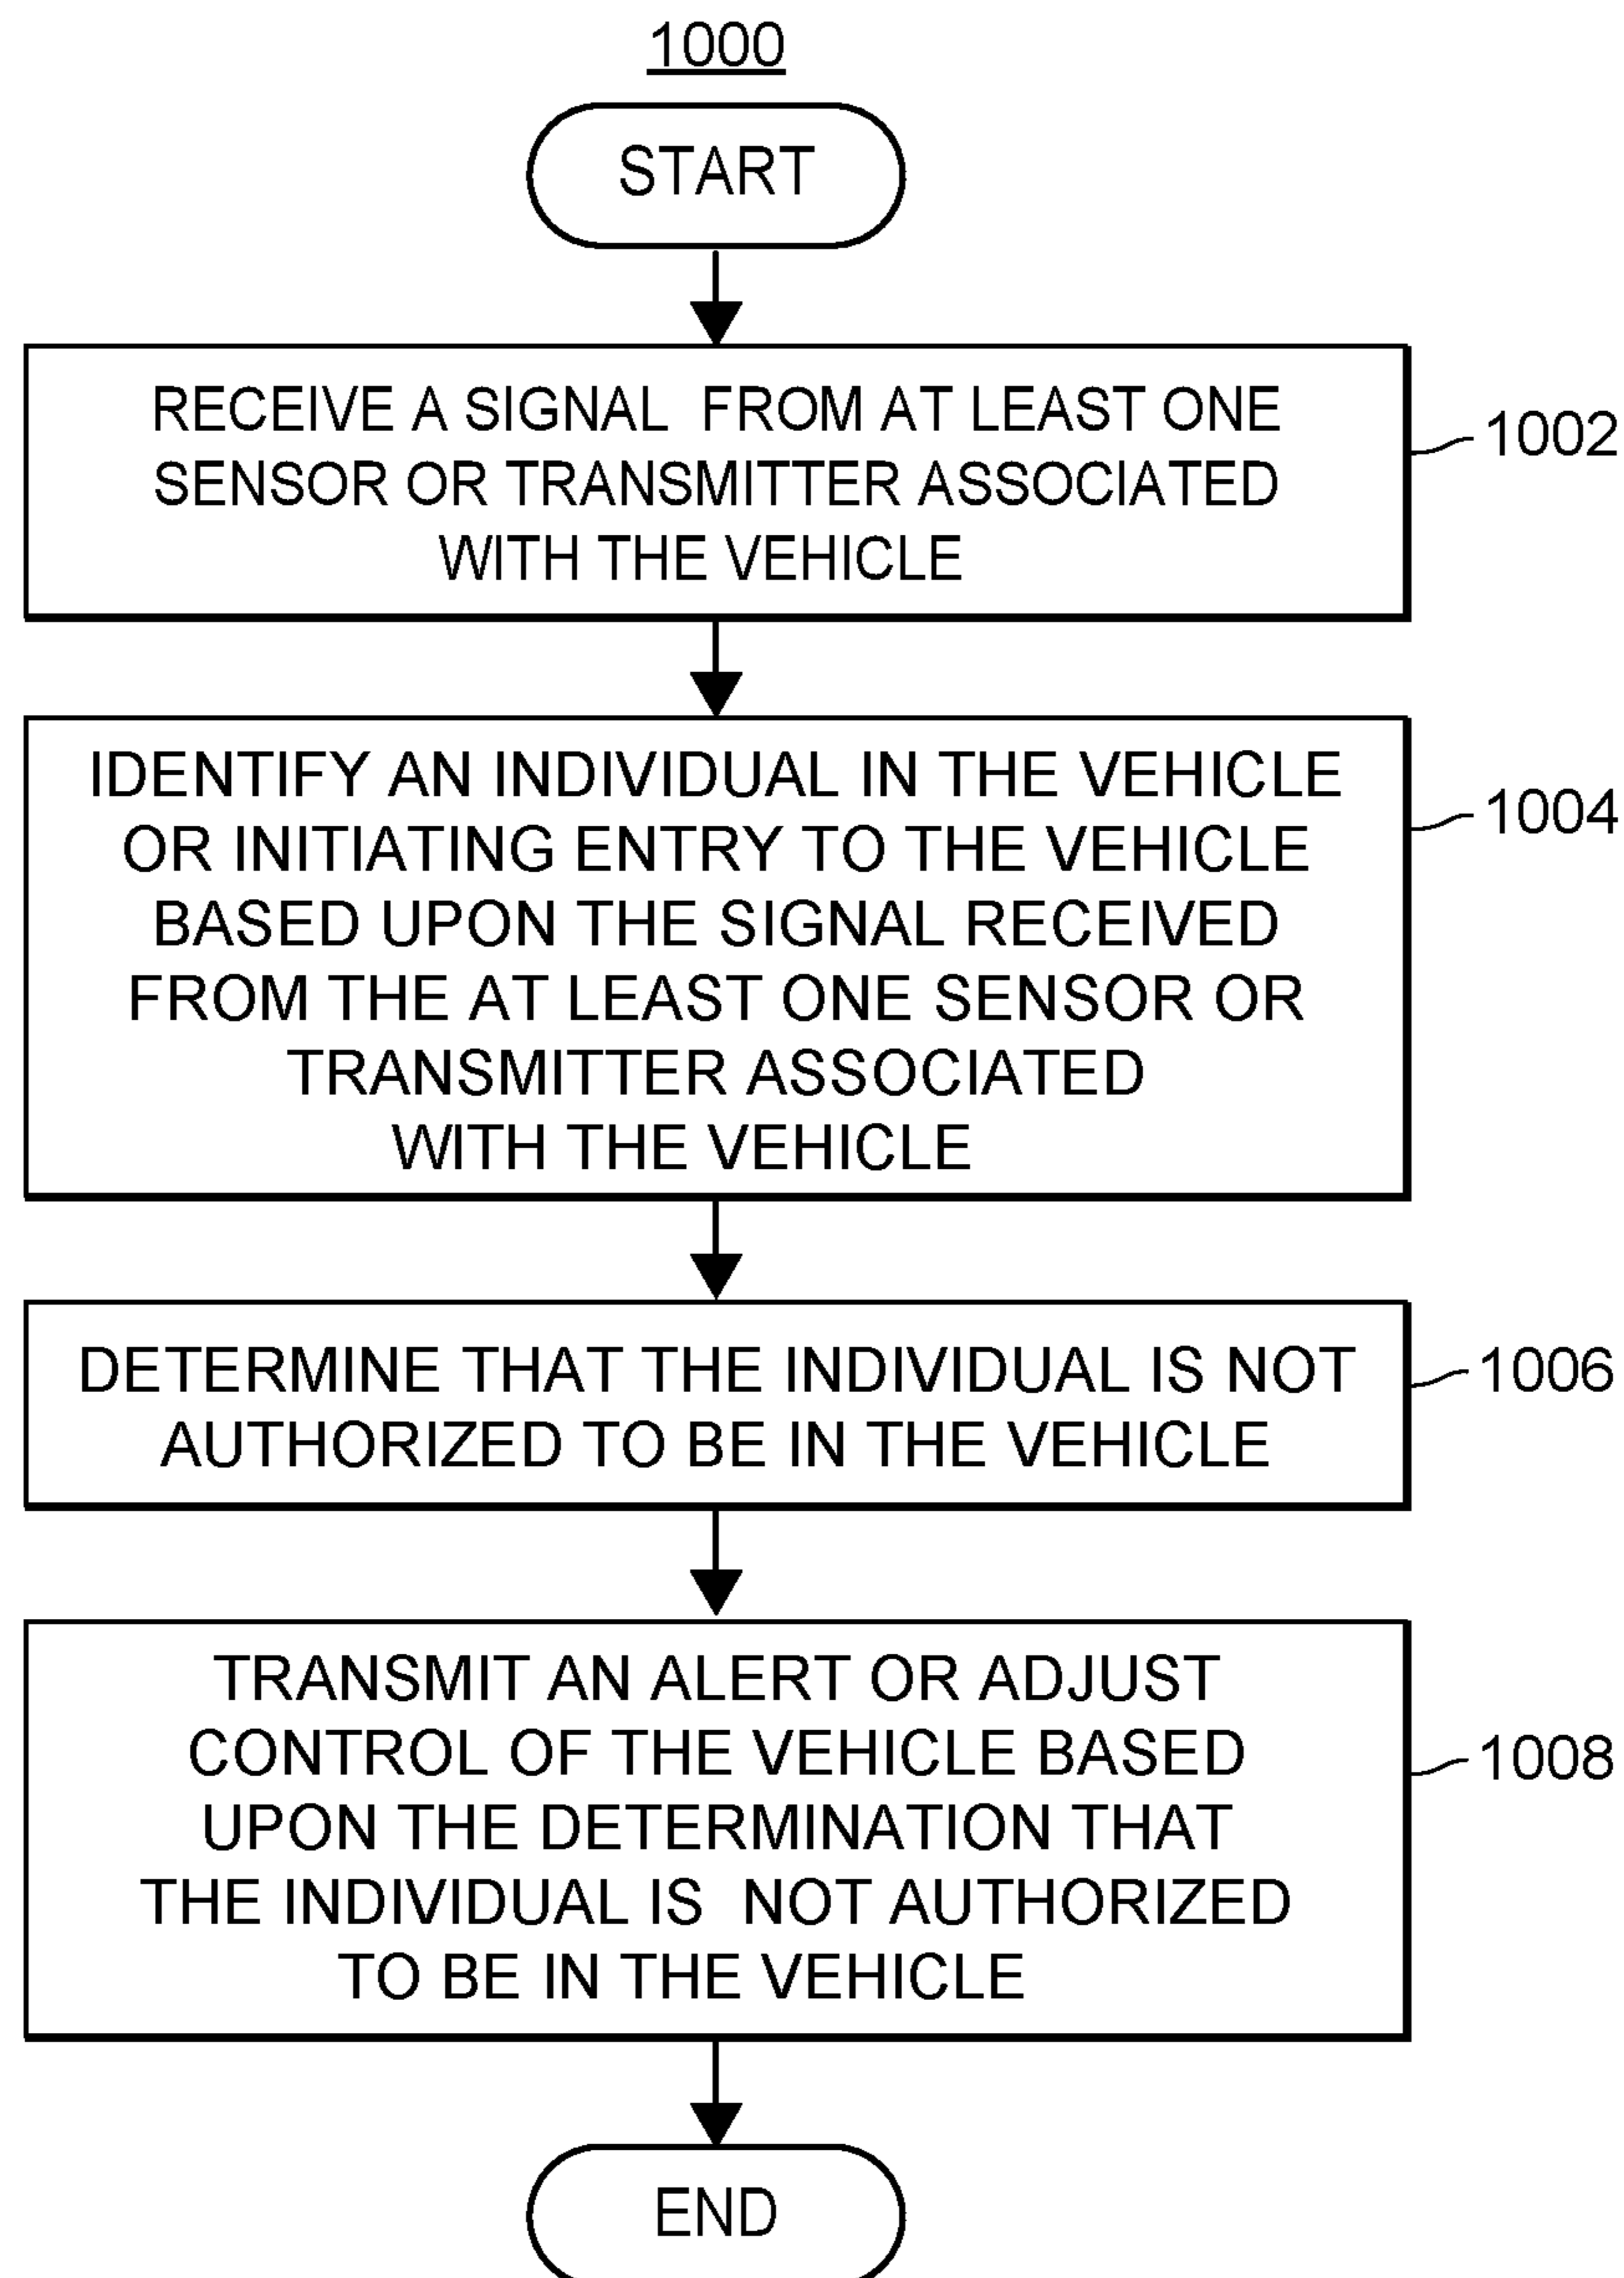 1000
START
RECEIVE A SIGNAL FROM AT LEAST ONE
SENSOR OR TRANSMITTER ASSOCIATED
WITH THE VEHICLE
1002
IDENTIFY AN INDIVIDUAL IN THE VEHICLE
OR INITIATING ENTRY TO THE VEHICLE
BASED UPON THE SIGNAL RECEIVED
FROM THE AT LEAST ONE SENSOR OR
TRANSMITTER ASSOCIATED
WITH THE VEHICLE
1004
DETERMINE THAT THE INDIVIDUAL IS NOT
AUTHORIZED TO BE IN THE VEHICLE
1006
TRANSMIT AN ALERT OR ADJUST
CONTROL OF THE VEHICLE BASED
UPON THE DETERMINATION THAT
THE INDIVIDUAL IS NOT AUTHORIZED
TO BE IN THE VEHICLE
1008
END